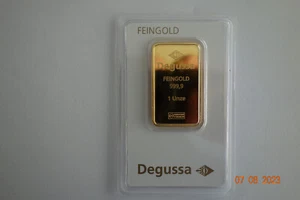 FEINGOLD
Degussa
FEINGOLD
999,9
1 Unze
Degussa
07 08 2023